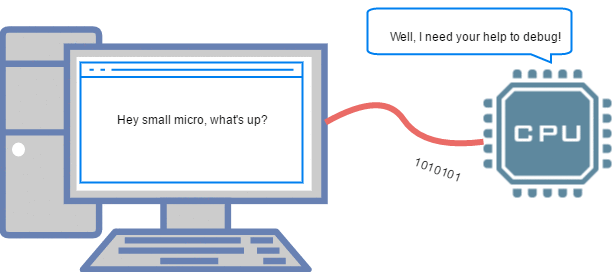 Well, I need your help to debug!
Hey small micro, what's up?
CPU
1010101